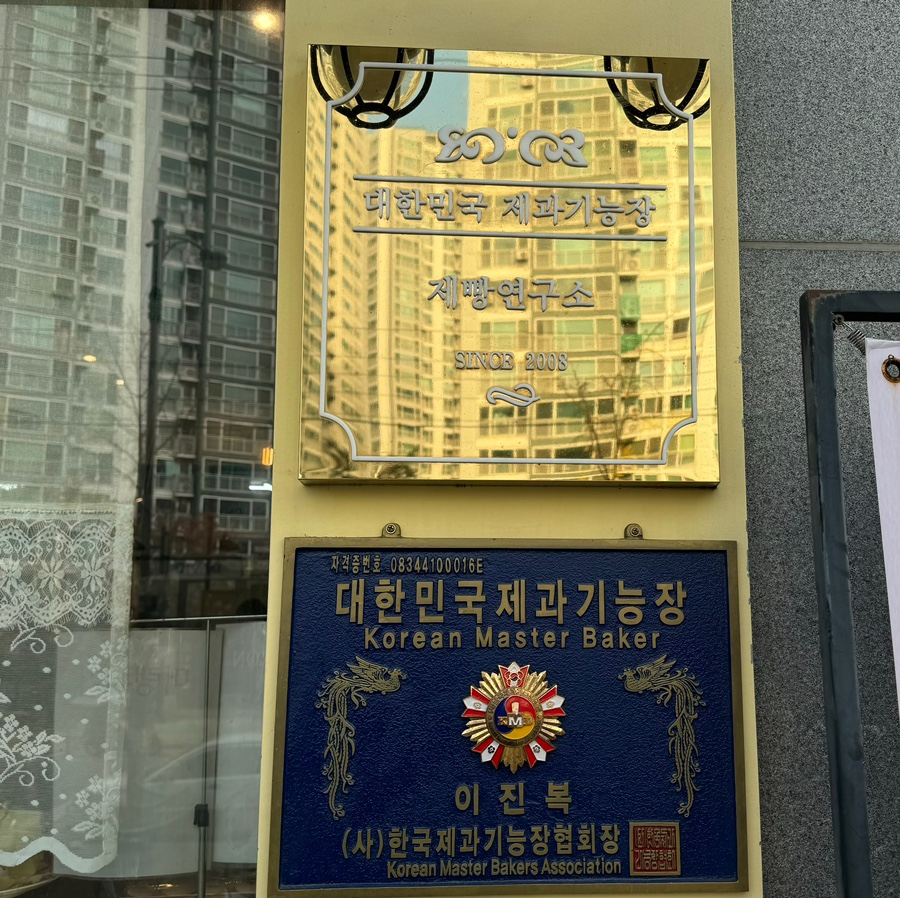 대한민국 제과기능장
제빵연구소
SINCE 2008
자격증번호 08344100016E
대한민국제과기능장
Korean Master Baker
이진복
(사)한국제과기능장협회장
Korean Master Bakers Association